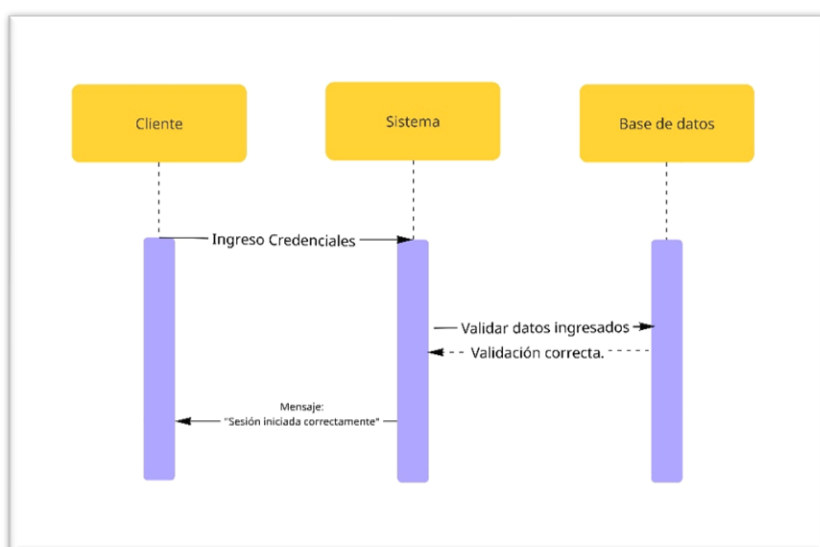 Cliente
Sistema
Base de datos
Ingreso Credenciales
Validar datos ingresados
Validación correcta.
Mensaje:
"Sesión iniciada correctamente"